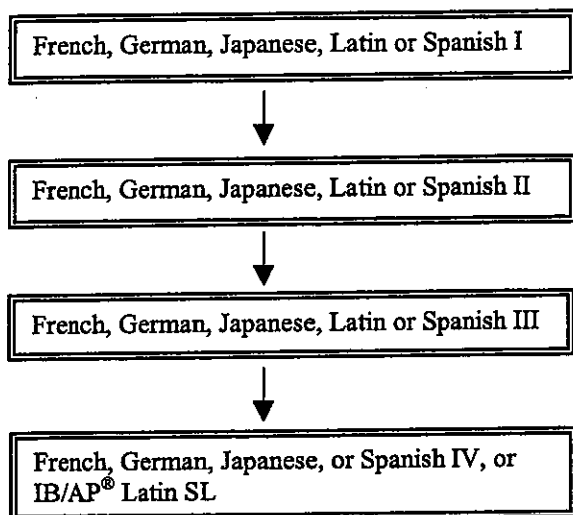 French, German, Japanese, Latin or Spanish I
French, German, Japanese, Latin or Spanish II
French, German, Japanese, Latin or Spanish III
French, German, Japanese, or Spanish IV, or
IB/AP® Latin SL